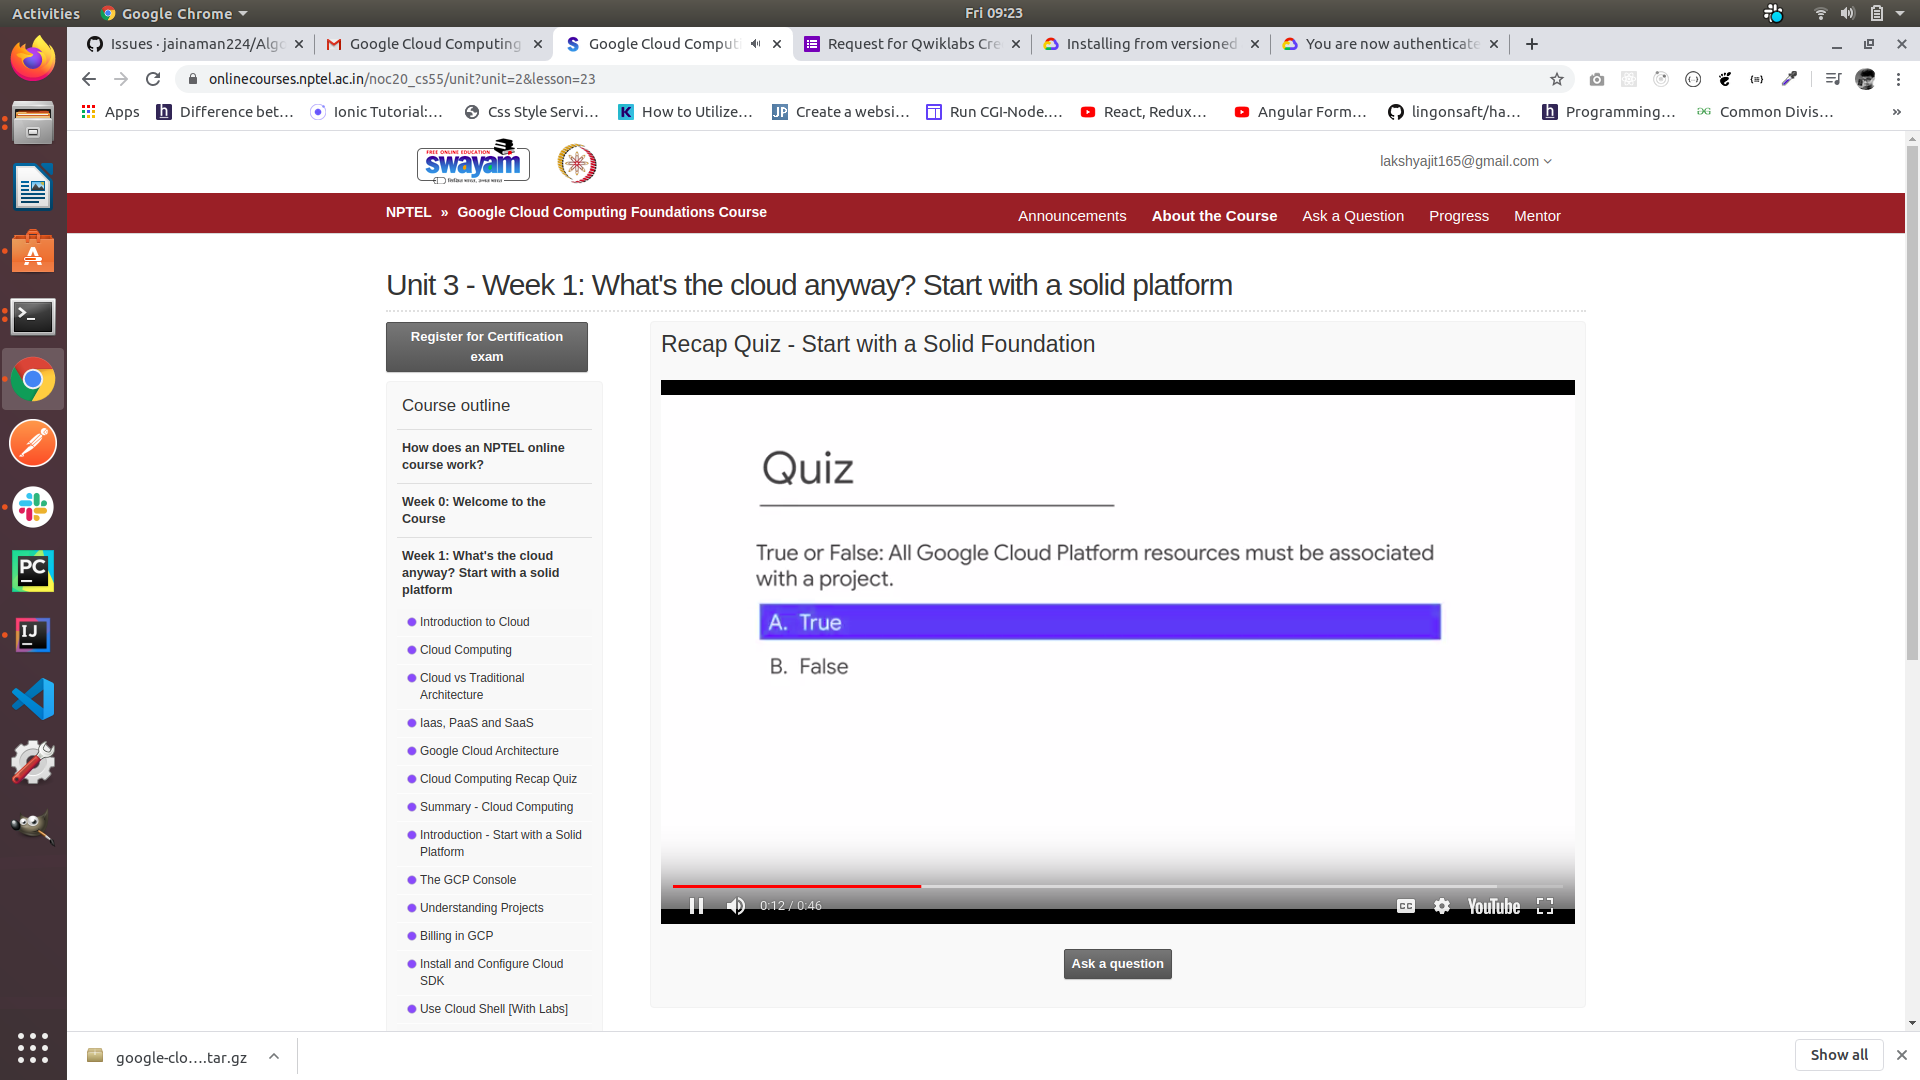 Activities
Google Chrome
Fri 09:23
Issues · jainaman224/Algo
Google Cloud Computing
Google Cloud Computi
Request for Qwiklabs Cre
Installing from versioned
You are now authenticate
onlinecourses.nptel.ac.in/noc20_cs55/unit?unit=2&lesson=23
Apps
Difference bet…
Ionic Tutorial:…
Css Style Servi…
How to Utilize…
Create a websi…
Run CGI-Node.…
React, Redux…
Angular Form…
lingonsaft/ha…
Programming…
Common Divis…
»
FREE ONLINE EDUCATION
swayam
lakshyajit165@gmail.com
NPTEL » Google Cloud Computing Foundations Course
Announcements
About the Course
Ask a Question
Progress
Mentor
Unit 3 - Week 1: What's the cloud anyway? Start with a solid platform
Register for Certification
exam
Course outline
How does an NPTEL online
course work?
Week 0: Welcome to the
Course
Week 1: What's the cloud
anyway? Start with a solid
platform
Introduction to Cloud
Cloud Computing
Cloud vs Traditional
Architecture
Iaas, PaaS and SaaS
Google Cloud Architecture
Cloud Computing Recap Quiz
Summary - Cloud Computing
Introduction - Start with a Solid
Platform
The GCP Console
Understanding Projects
Billing in GCP
Install and Configure Cloud
SDK
Use Cloud Shell [With Labs]
Recap Quiz - Start with a Solid Foundation
Quiz
True or False: All Google Cloud Platform resources must be associated
with a project.
A. True
B. False
0:12 / 0:46
CC
YouTube
Ask a question
google-clo….tar.gz
Show all